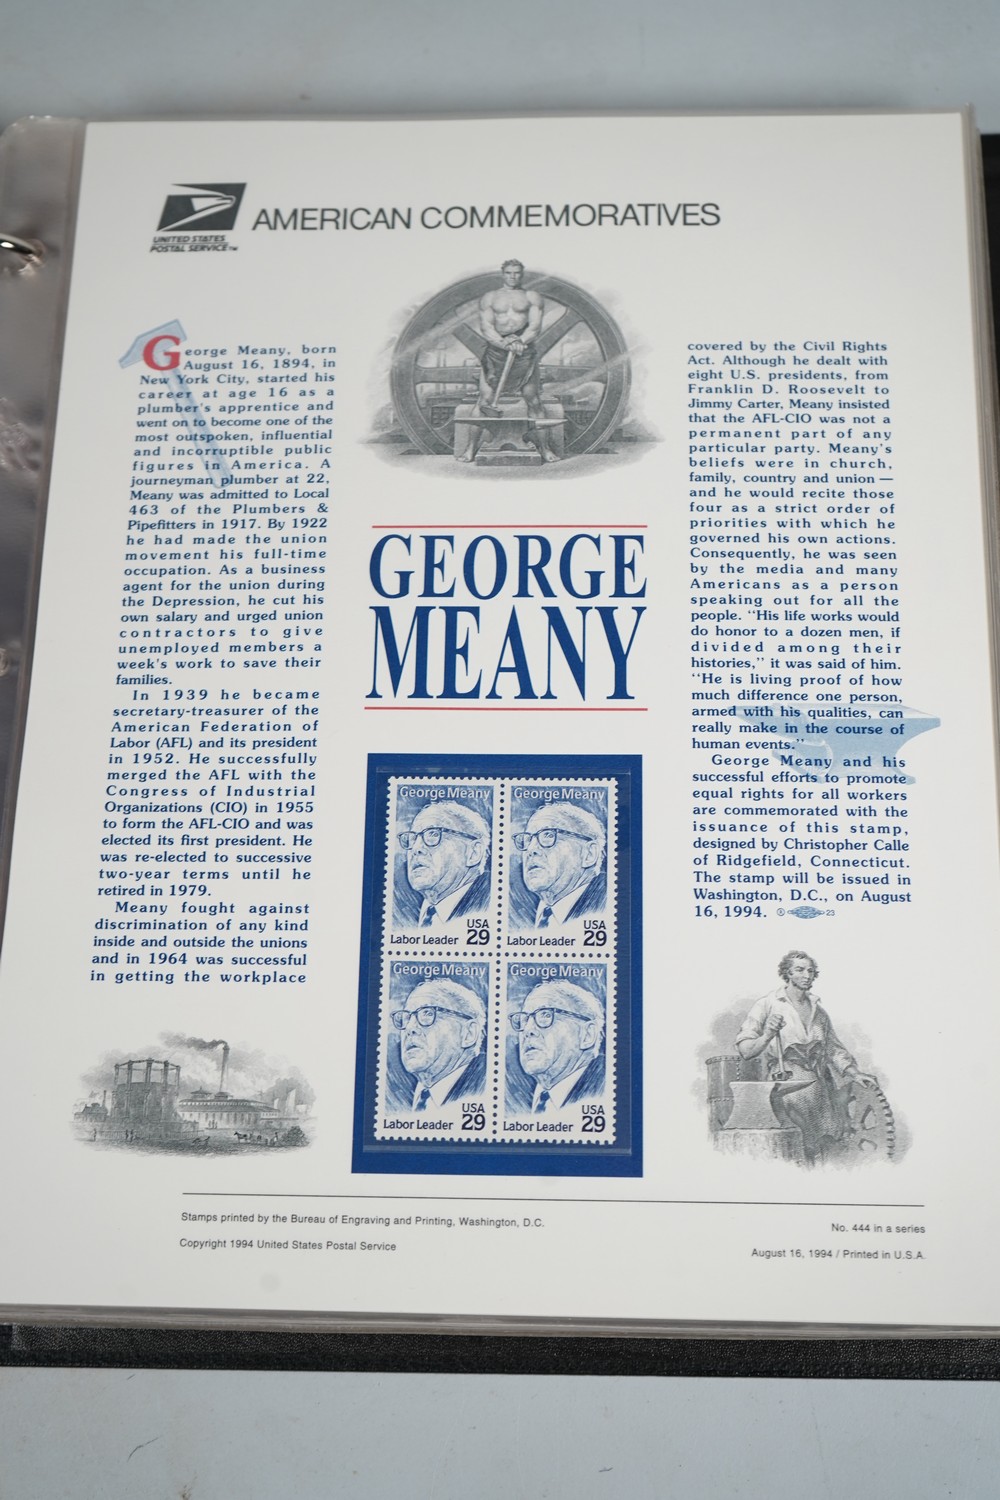 UNITED STATES
POSTAL SERVICE™
AMERICAN COMMEMORATIVES
George Meany, born
August 16, 1894, in
New York City, started his
career at age 16 as a
plumber's apprentice and
went on to become one of the
most outspoken, influential
and incorruptible public
figures in America. A
journeyman plumber at 22,
Meany was admitted to Local
463 of the Plumbers &
Pipefitters in 1917. By 1922
he had made the union
movement his full-time
occupation. As a business
agent for the union during
the Depression, he cut his
own salary and urged union
contractors to give
unemployed members a
week's work to save their
families.
In 1939 he became
secretary-treasurer of the
American Federation of
Labor (AFL) and its president
in 1952. He successfully
merged the AFL with the
Congress of Industrial
Organizations (CIO) in 1955
to form the AFL-CIO and was
elected its first president. He
was re-elected to successive
two-year terms until he
retired in 1979.
Meany fought against
discrimination of any kind
inside and outside the unions
and in 1964 was successful
in getting the workplace
GEORGE
MEANY
George Meany
USA
29
Labor Leader
George Meany
USA
29
Labor Leader
George Meany
USA
29
Labor Leader
George Meany
USA
29
Labor Leader
covered by the Civil Rights
Act. Although he dealt with
eight U.S. presidents, from
Franklin D. Roosevelt to
Jimmy Carter, Meany insisted
that the AFL-CIO was not a
permanent part of any
particular party. Meany's
beliefs were in church,
family, country and union —
and he would recite those
four as a strict order of
priorities with which he
governed his own actions.
Consequently, he was seen
by the media and many
Americans as a person
speaking out for all the
people. "His life works would
do honor to a dozen men, if
divided among their
histories," it was said of him.
"He is living proof of how
much difference one person,
armed with his qualities, can
really make in the course of
human events."
George Meany and his
successful efforts to promote
equal rights for all workers
are commemorated with the
issuance of this stamp,
designed by Christopher Calle
of Ridgefield, Connecticut.
The stamp will be issued in
Washington, D.C., on August
16, 1994. 23
Stamps printed by the Bureau of Engraving and Printing, Washington, D.C.
Copyright 1994 United States Postal Service
No. 444 in a series
August 16, 1994 / Printed in U.S.A.